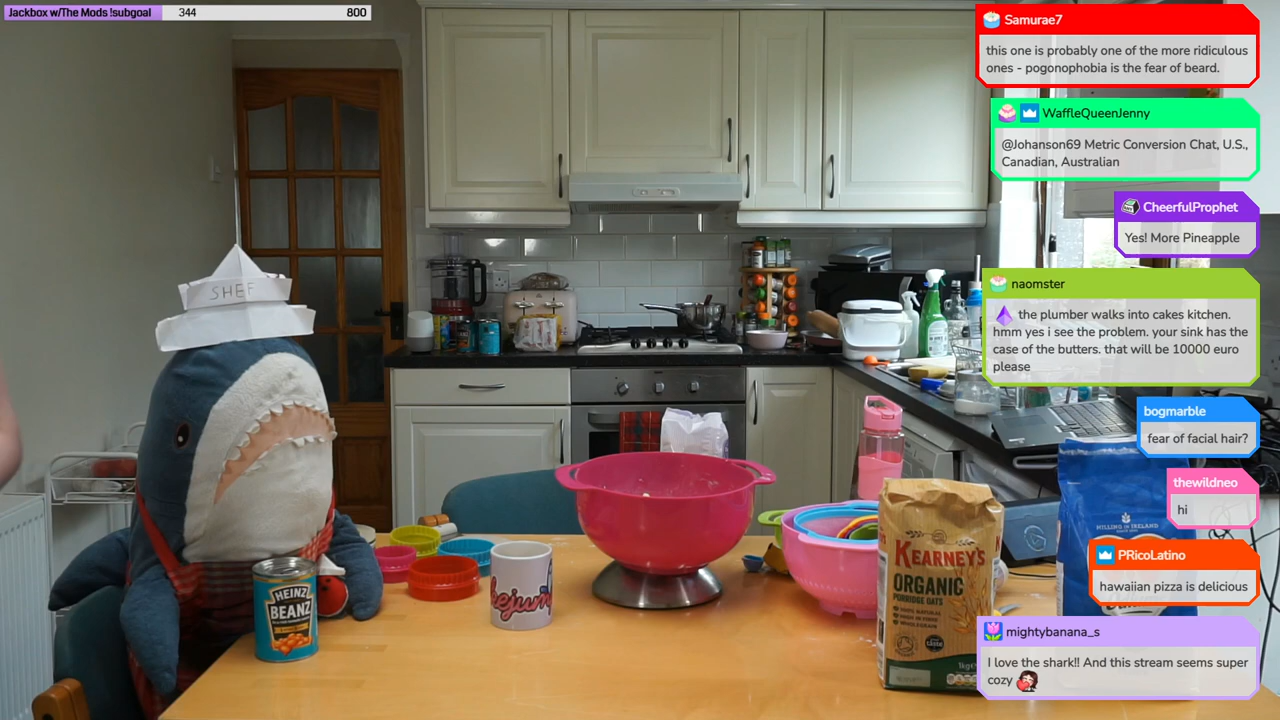 Jackbox w/The Mods !subgoal 344 800
Samurae7
this one is probably one of the more ridiculous
ones - pogonophobia is the fear of beard.
WaffleQueenJenny
@Johanson69 Metric Conversion Chat, U.S.,
Canadian, Australian
CheerfulProphet
Yes! More Pineapple
naomster
the plumber walks into cakes kitchen.
hmm yes i see the problem. your sink has the
case of the butters. that will be 10000 euro
please
bogmarble
fear of facial hair?
thewildneo
hi
PRicoLatino
hawaiian pizza is delicious
mightybanana_s
I love the shark!! And this stream seems super
cozy
SHEF
HEINZ
BEANZ
KEARNEY'S
ORGANIC
PORRIDGE OATS
1kg
MILLING IN IRELAND